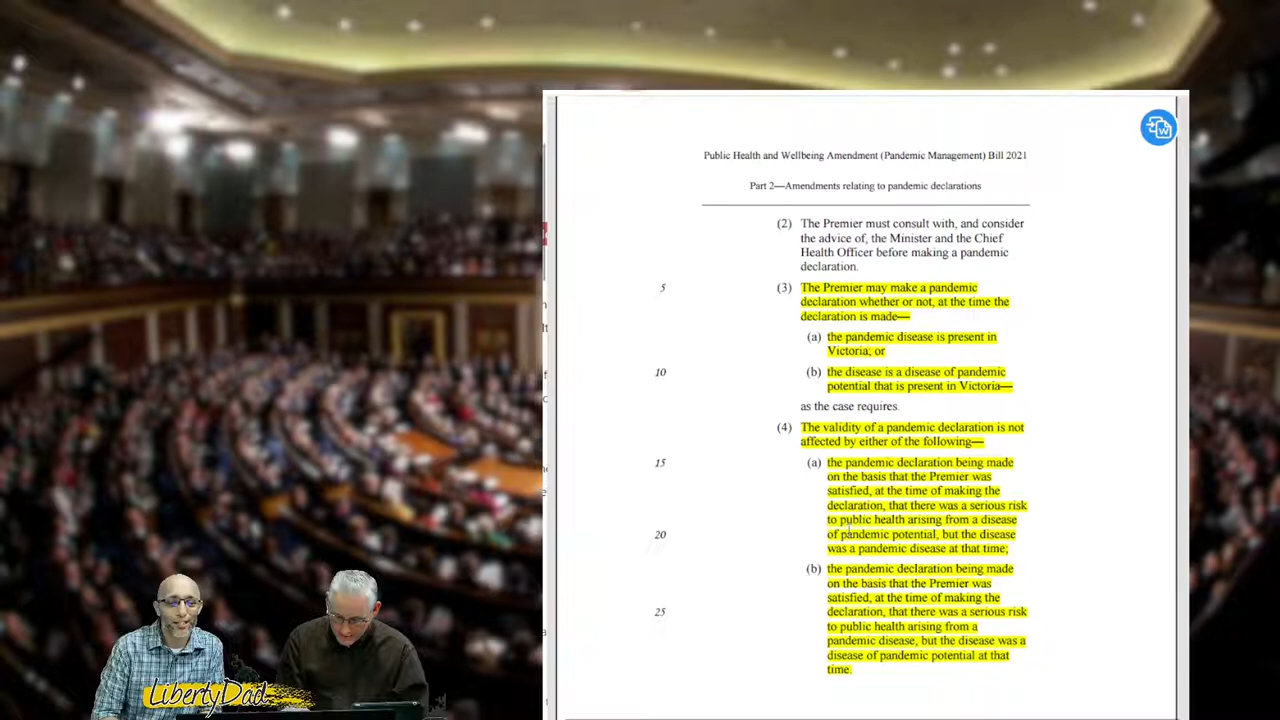 Public Health and Wellbeing Amendment (Pandemic Management) Bill 2021
Part 2—Amendments relating to pandemic declarations
(2) The Premier must consult with, and consider
the advice of, the Minister and the Chief
Health Officer before making a pandemic
declaration.
5 (3) The Premier may make a pandemic
declaration whether or not, at the time the
declaration is made—
(a) the pandemic disease is present in
Victoria; or
10 (b) the disease is a disease of pandemic
potential that is present in Victoria—
as the case requires.
(4) The validity of a pandemic declaration is not
affected by either of the following—
15 (a) the pandemic declaration being made
on the basis that the Premier was
satisfied, at the time of making the
declaration, that there was a serious risk
to public health arising from a disease
20 of pandemic potential, but the disease
was a pandemic disease at that time;
(b) the pandemic declaration being made
on the basis that the Premier was
satisfied, at the time of making the
25 declaration, that there was a serious risk
to public health arising from a
pandemic disease, but the disease was a
disease of pandemic potential at that
time.
LibertyDad